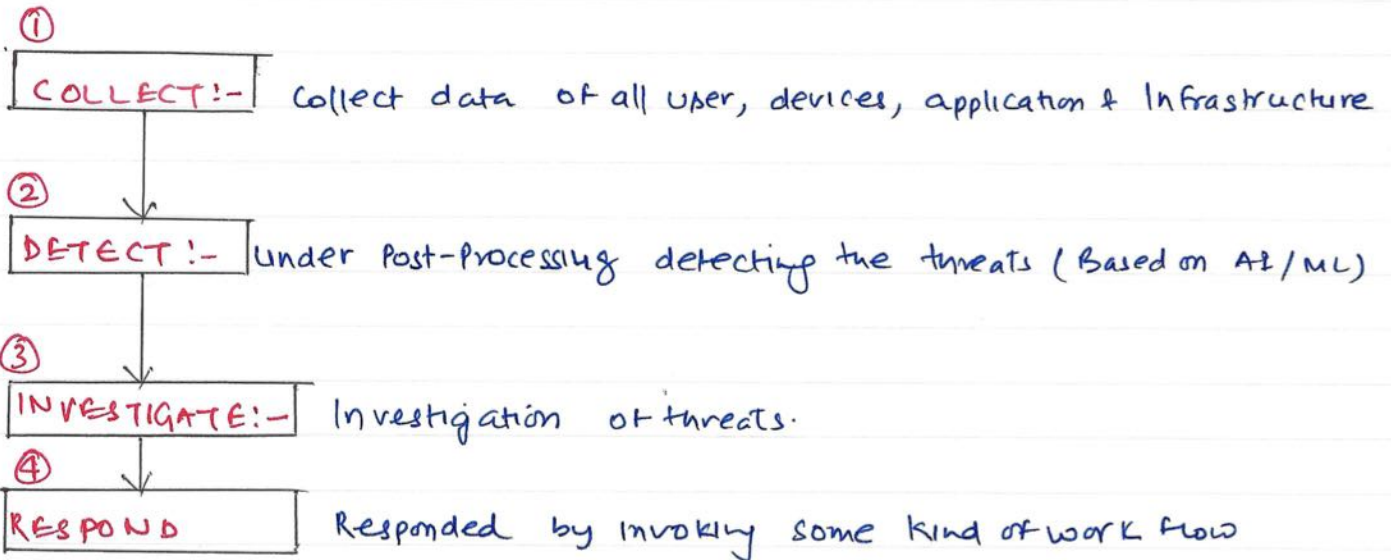 ①
COLLECT:- Collect data of all user, devices, application & Infrastructure
②
DETECT:- under Post-Processing detecting the threats (Based on AI/ML)
③
INVESTIGATE:- Investigation of threats.
④
RESPOND Responded by invoking some kind of work flow